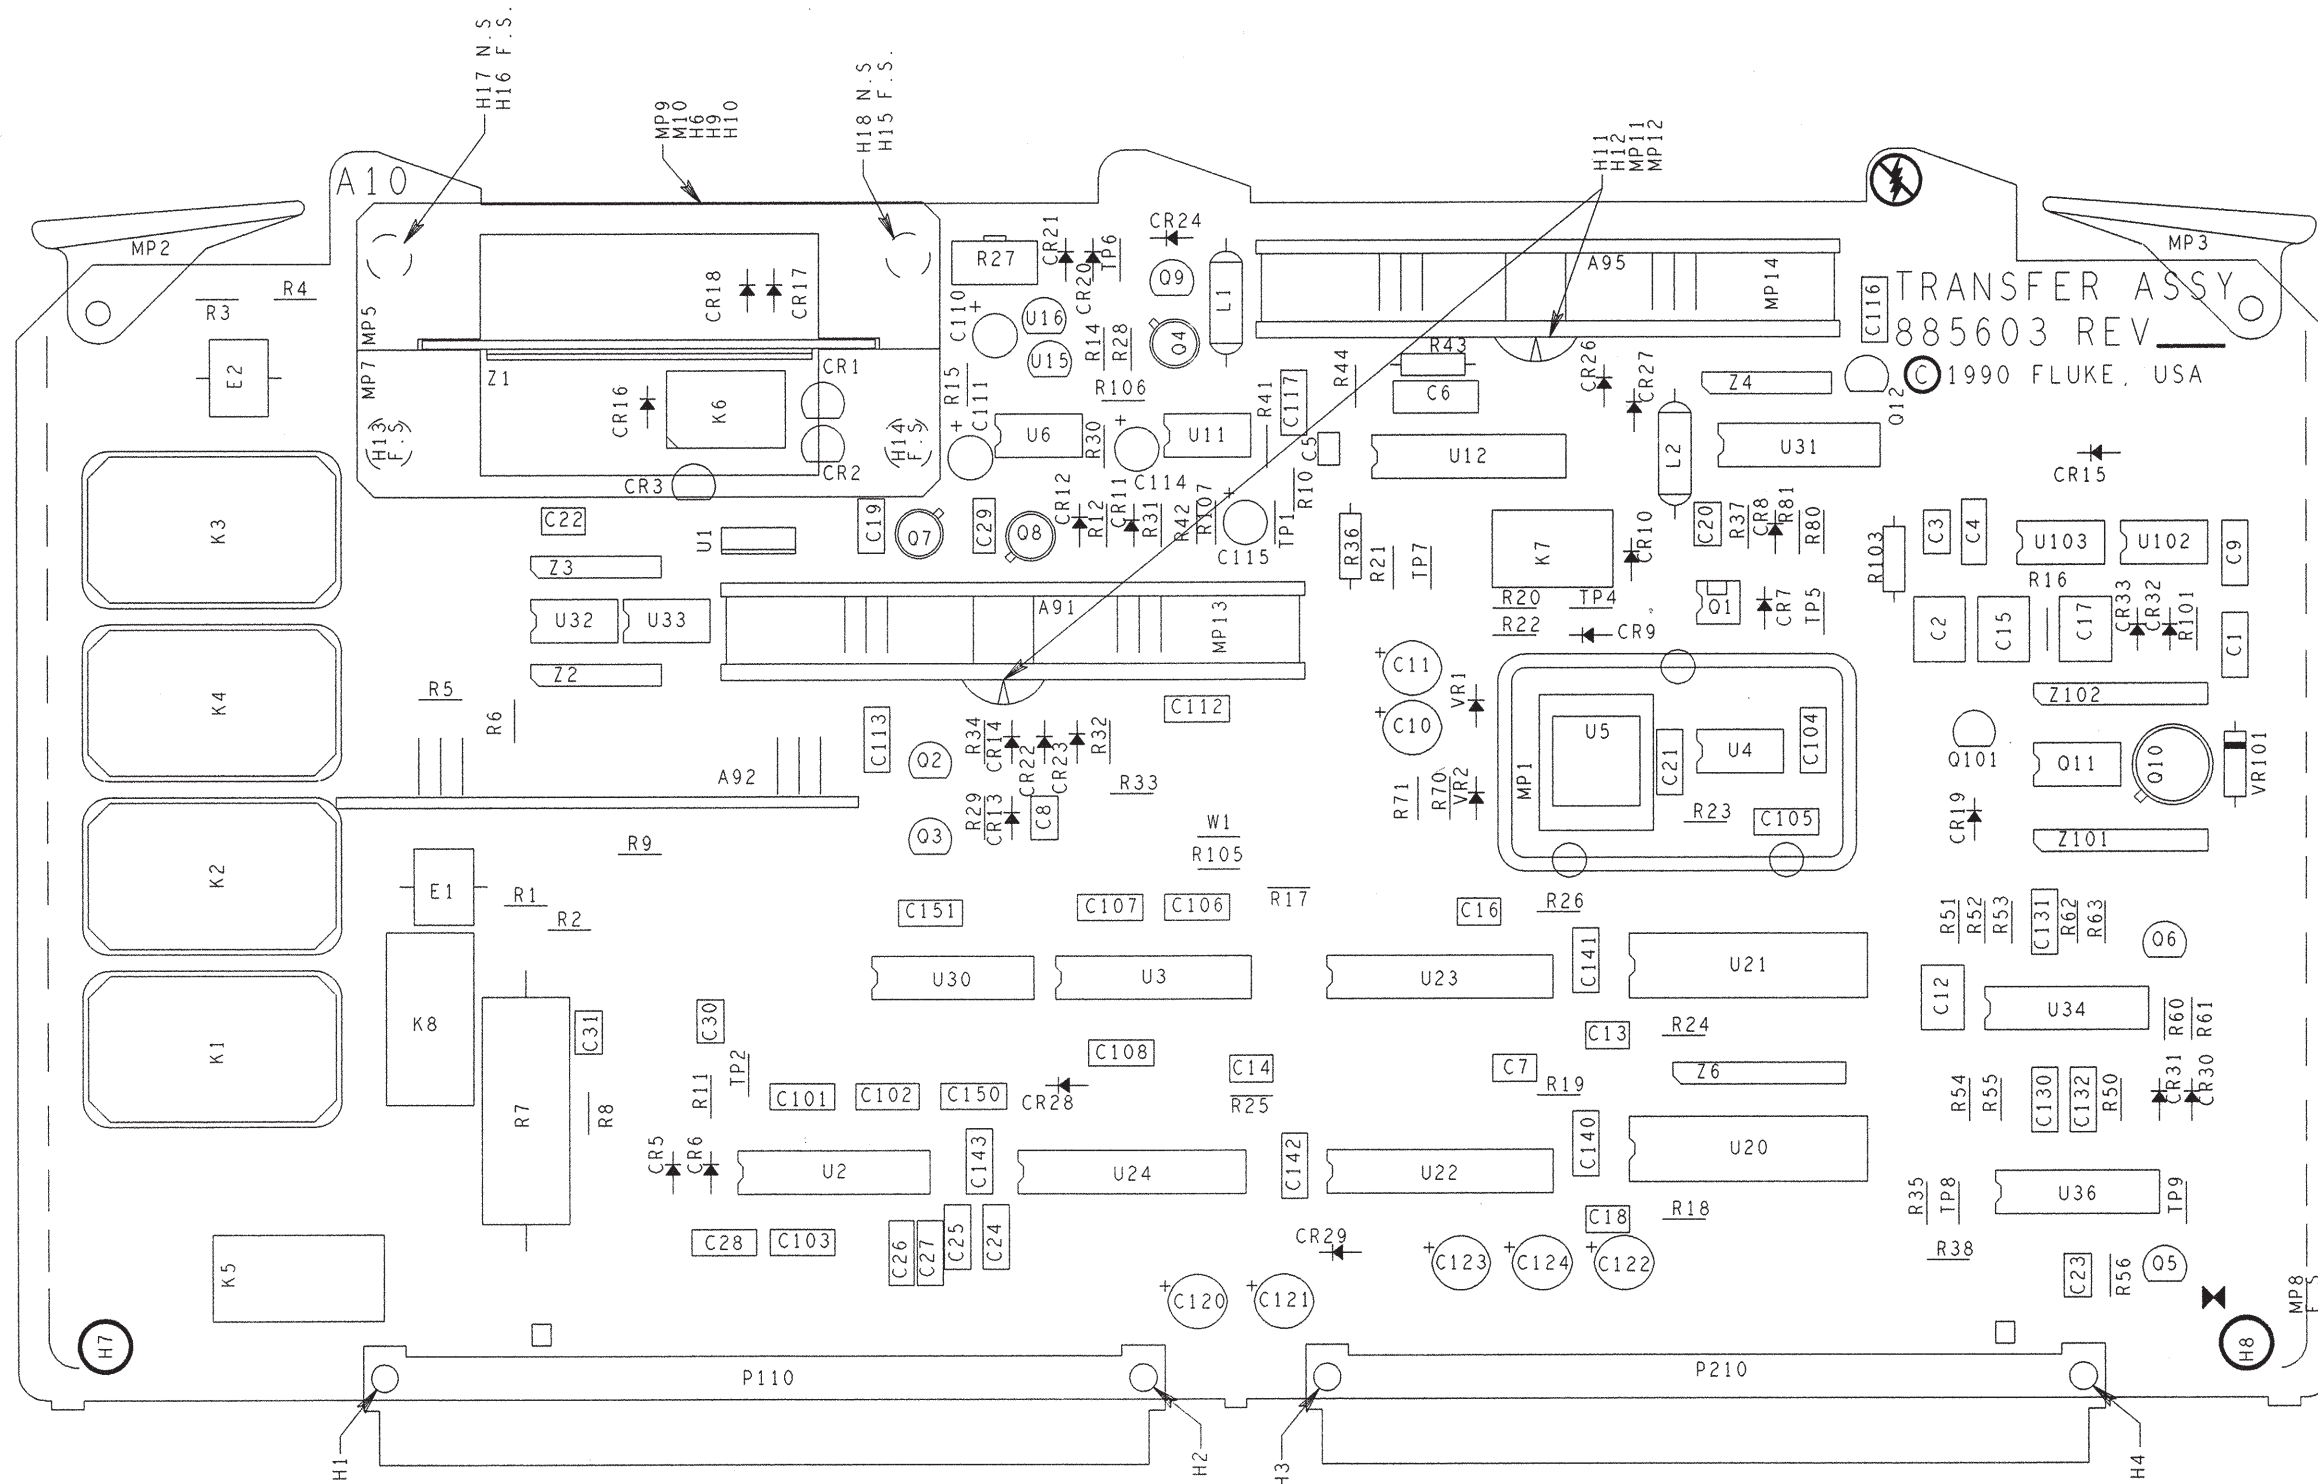 H17 N.S
H16 F.S.
MP9
M10
H6
H9
H10
H18 N.S
H15 F.S.
H11
H12
MP11
MP12
A10
MP2
MP3
TRANSFER ASSY
885603 REV
© 1990 FLUKE, USA
R3
R4
E2
MP5
MP7
CR18
CR17
Z1
CR16
K6
CR1
CR2
CR3
H13
F.S
H14
F.S
R27
CR21
CR20
TP6
CR24
Q9
L1
C110
U16
U15
R14
R28
Q4
R15
C111
R106
U6
R30
C114
U11
R41
C117
R44
C5
R10
A95
MP14
R43
C6
U12
CR26
CR27
L2
Z4
U31
Q12
C116
CR15
K3
C22
U1
Z3
C19
Q7
C29
Q8
CR12
R12
CR11
R31
R42
R107
C115
TP1
R36
R21
TP7
K7
CR10
C20
R37
CR8
R81
R80
R103
C3
C4
U103
U102
C9
U32
U33
Z2
A91
MP13
R20
TP4
R22
CR9
Q1
CR7
TP5
R16
C2
C15
C17
CR33
CR32
R101
C1
K4
R5
R6
A92
C113
C112
Q2
R34
CR14
CR22
CR23
R32
R33
R29
CR13
C8
Q3
C11
C10
VR1
VR2
R71
R70
MP1
U5
C21
U4
C104
R23
C105
Z102
Q101
Q11
Q10
VR101
CR19
Z101
K2
E1
R9
R1
R2
W1
R105
R17
C151
C107
C106
C16
R26
C141
R51
R52
R53
C131
R62
R63
Q6
K1
K8
R7
C31
R8
C30
U30
U3
U23
U21
C12
U34
R60
R61
R11
TP2
C101
C102
C150
CR28
C108
C14
R25
C7
R19
C13
R24
Z6
R54
R55
C130
C132
R50
CR31
CR30
CR5
CR6
U2
C143
U24
C142
U22
C140
U20
U36
R35
TP8
TP9
K5
C28
C103
C26
C27
C25
C24
CR29
C18
R18
R38
C123
C124
C122
C120
C121
C23
R56
Q5
MP8
F.S
H7
H8
P110
P210
H1
H2
H3
H4